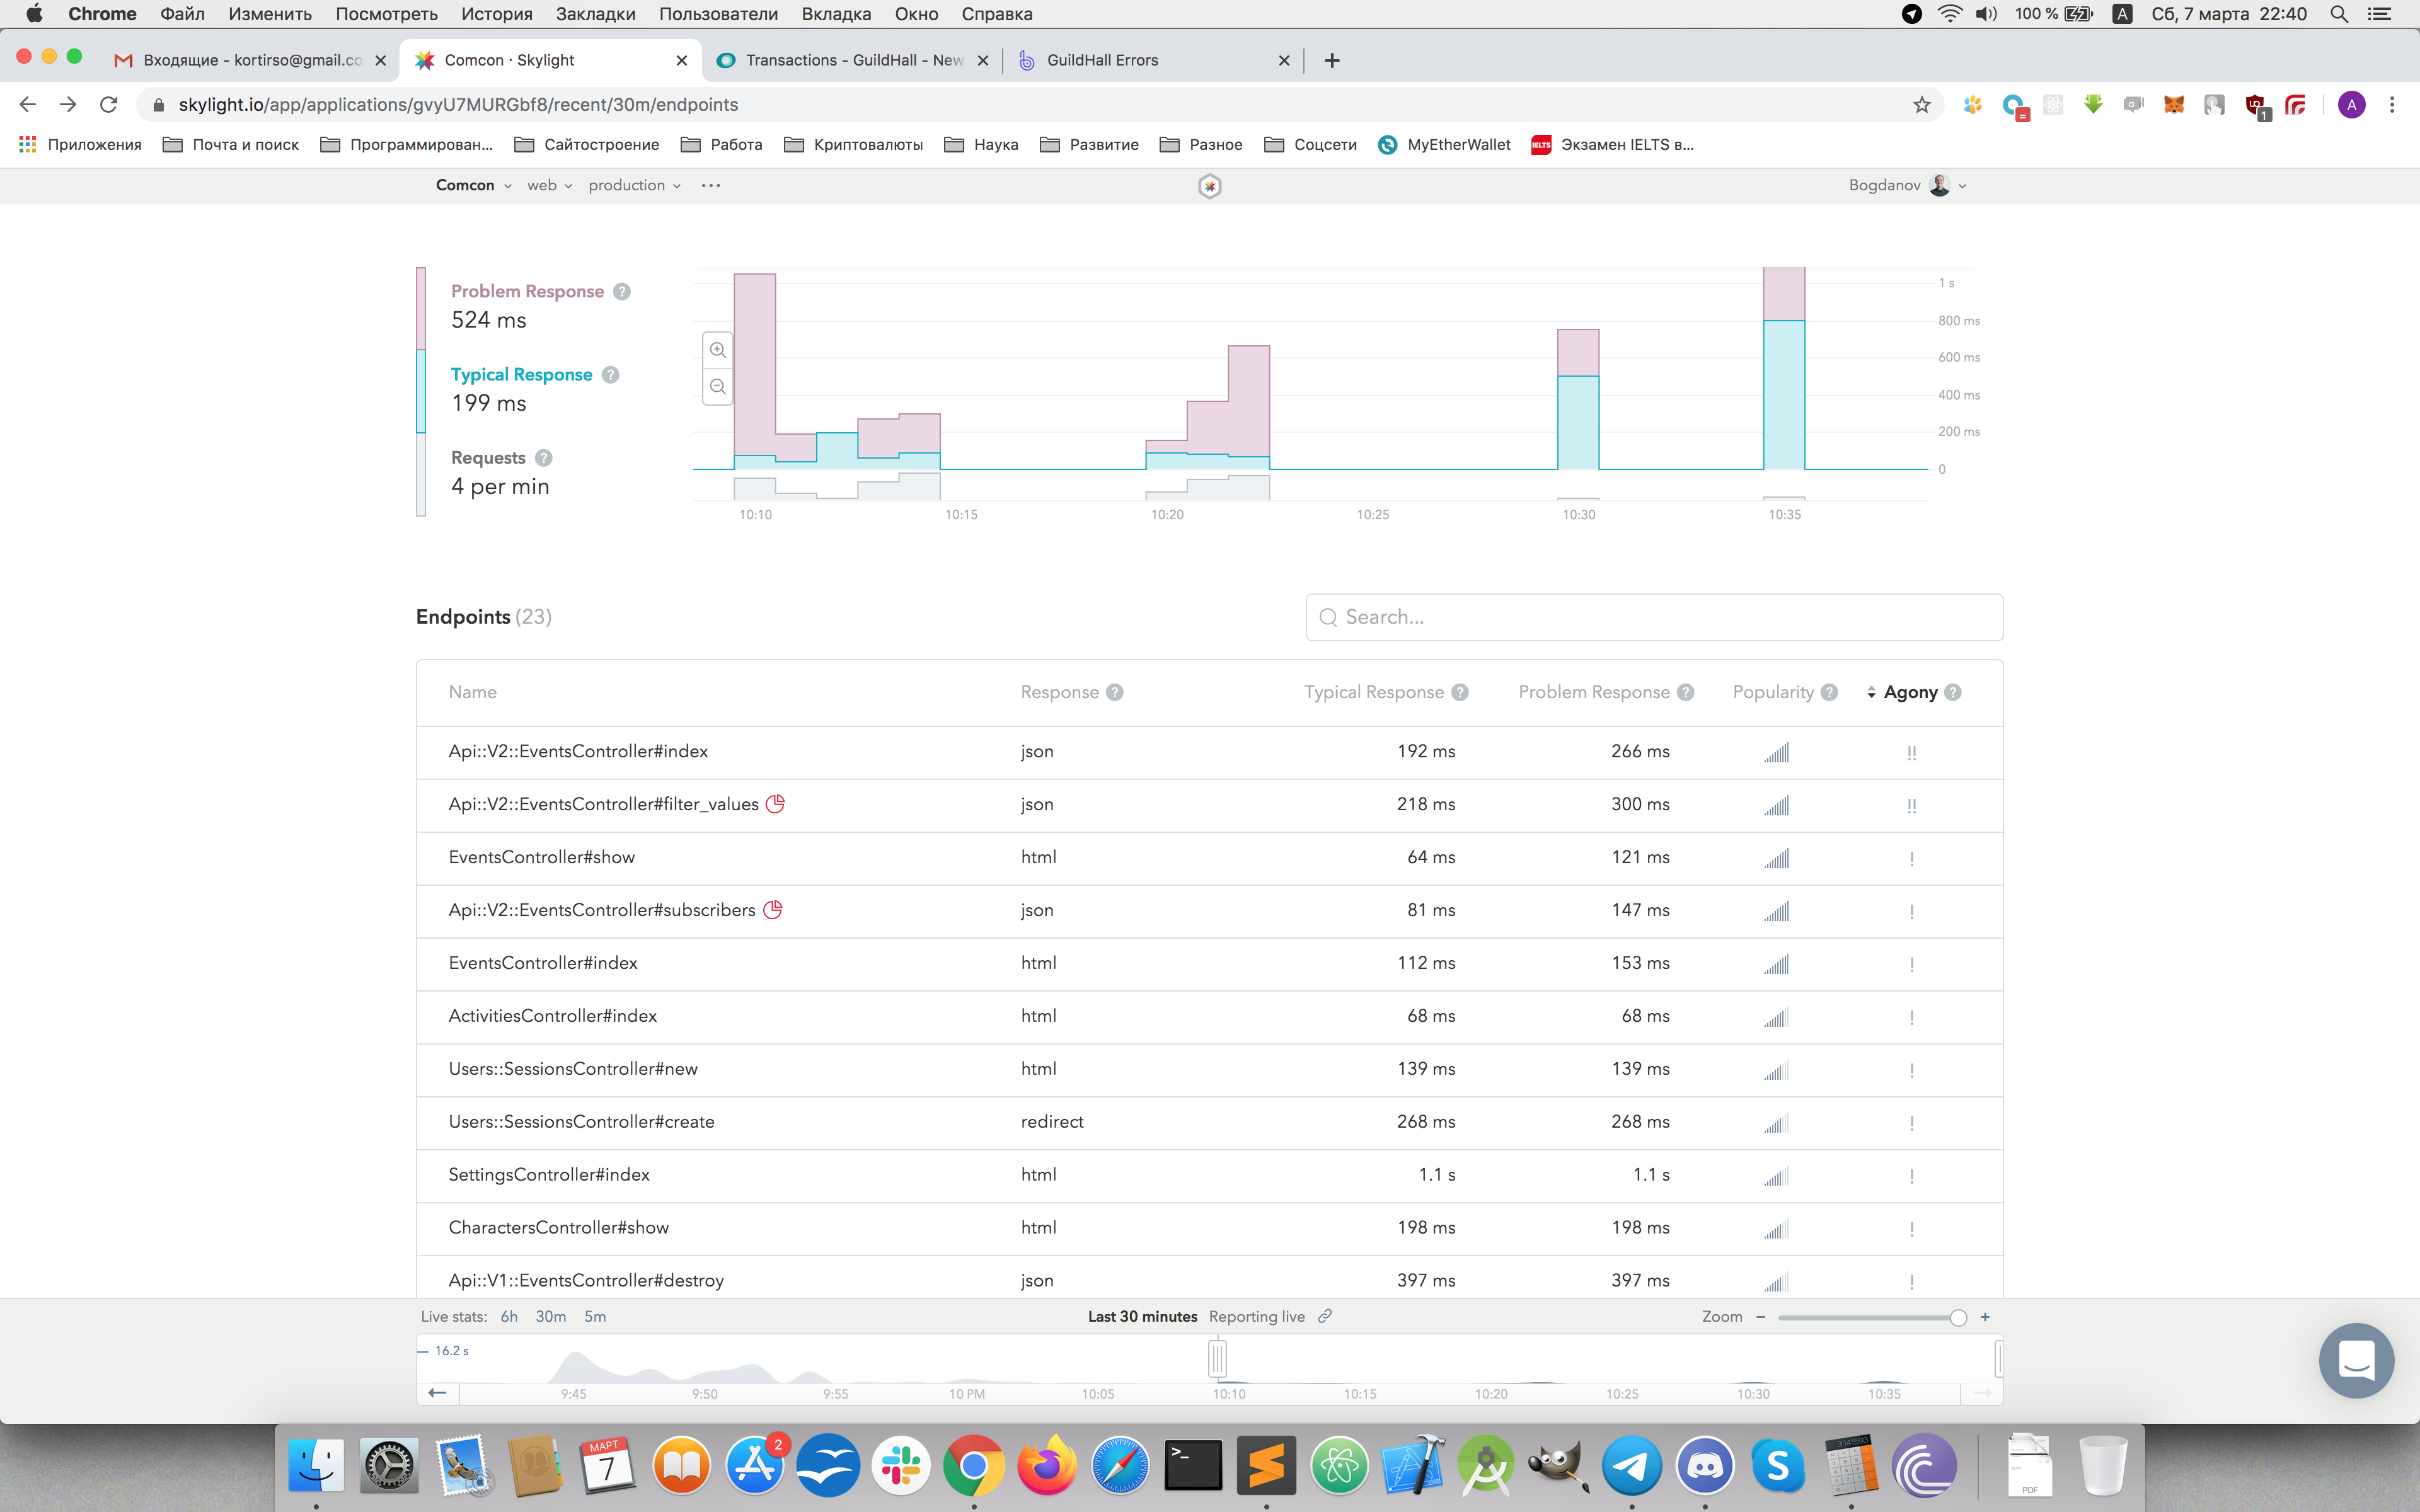 Chrome Файл Изменить Посмотреть История Закладки Пользователи Вкладка Окно Справка 100 % A Сб, 7 марта 22:40
Входящие - kortirso@gmail.co Comcon · Skylight Transactions - GuildHall - New GuildHall Errors
skylight.io/app/applications/gvyU7MURGbf8/recent/30m/endpoints 1 A
Приложения Почта и поиск Программирован... Сайтостроение Работа Криптовалюты Наука Развитие Разное Соцсети MyEtherWallet IELTS Экзамен IELTS в...
Comcon web production ••• Bogdanov
Problem Response ?
524 ms
Typical Response ?
199 ms
Requests ?
4 per min
1 s
800 ms
600 ms
400 ms
200 ms
0
10:10 10:15 10:20 10:25 10:30 10:35
Endpoints (23) Search...
Name Response ? Typical Response ? Problem Response ? Popularity ? Agony ?
Api::V2::EventsController#index json 192 ms 266 ms !!
Api::V2::EventsController#filter_values json 218 ms 300 ms !!
EventsController#show html 64 ms 121 ms !
Api::V2::EventsController#subscribers json 81 ms 147 ms !
EventsController#index html 112 ms 153 ms !
ActivitiesController#index html 68 ms 68 ms !
Users::SessionsController#new html 139 ms 139 ms !
Users::SessionsController#create redirect 268 ms 268 ms !
SettingsController#index html 1.1 s 1.1 s !
CharactersController#show html 198 ms 198 ms !
Api::V1::EventsController#destroy json 397 ms 397 ms !
Live stats: 6h 30m 5m Last 30 minutes Reporting live Zoom − +
16.2 s
9:45 9:50 9:55 10 PM 10:05 10:10 10:15 10:20 10:25 10:30 10:35
МАРТ
7
2
S
PDF